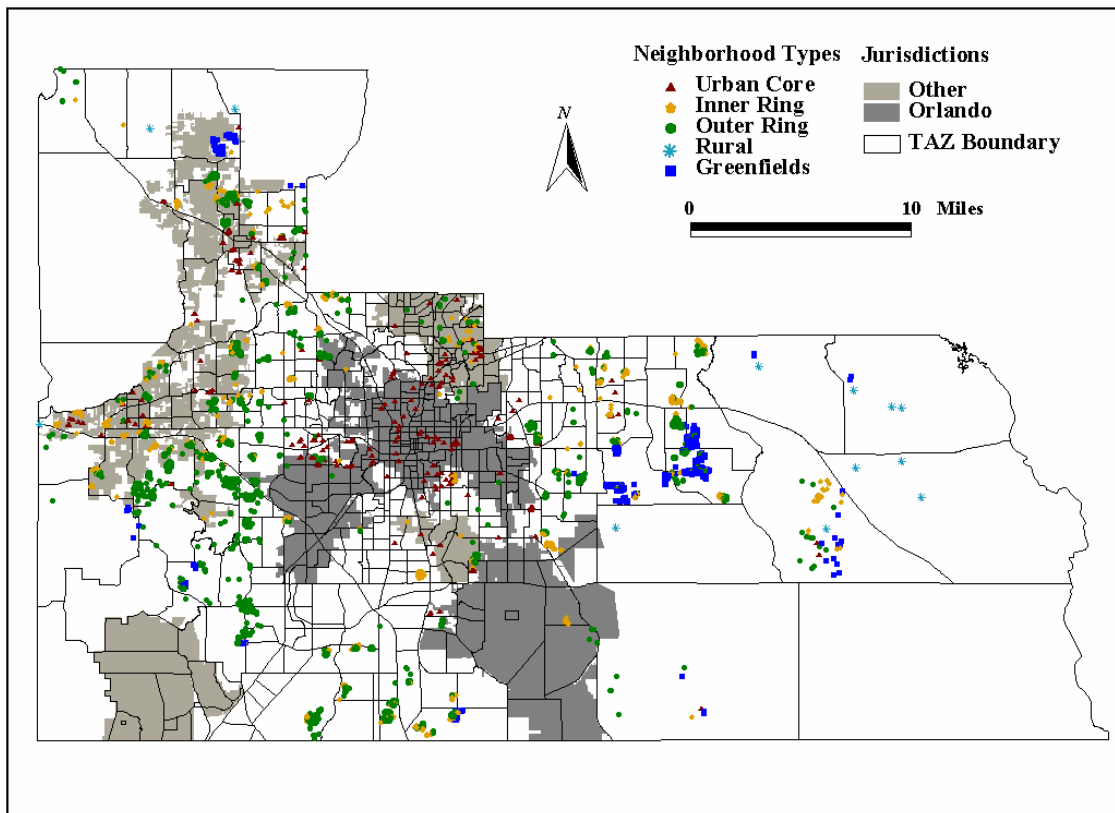 Neighborhood Types
Urban Core
Inner Ring
Outer Ring
Rural
Greenfields
Jurisdictions
Other
Orlando
TAZ Boundary
N
0 10 Miles